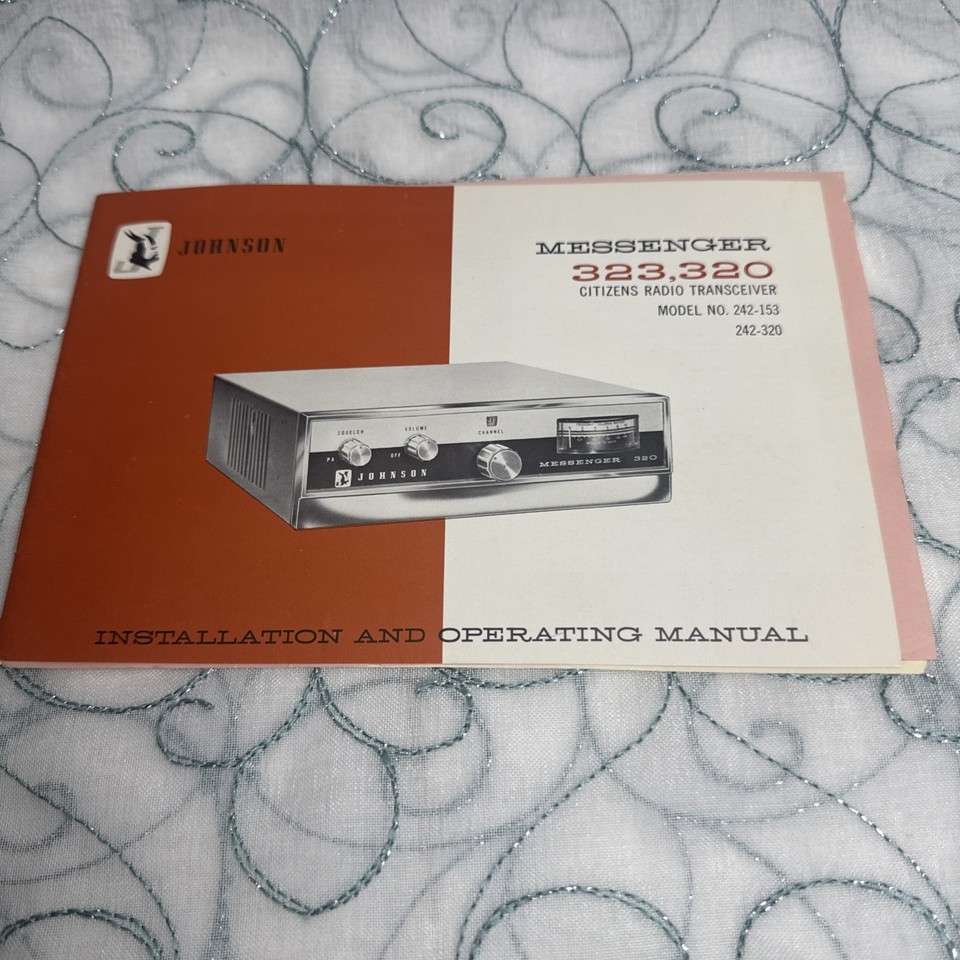 JOHNSON
MESSENGER
323,320
CITIZENS RADIO TRANSCEIVER
MODEL NO. 242-153
242-320
SQUELCH
VOLUME
CHANNEL
PA
OFF
JOHNSON
MESSENGER 320
INSTALLATION AND OPERATING MANUAL